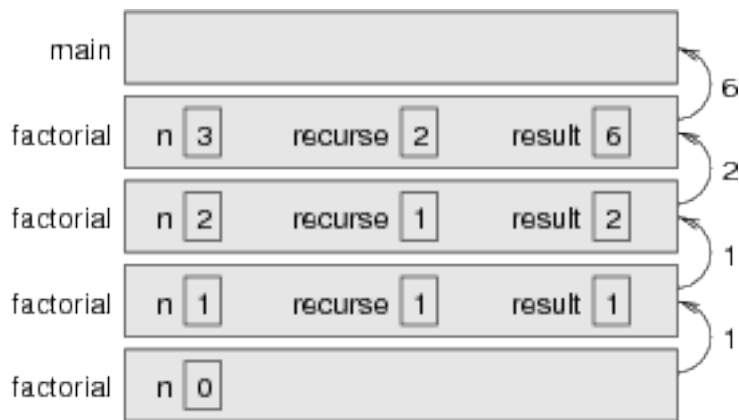 main
6
factorial n 3 recurse 2 result 6
2
factorial n 2 recurse 1 result 2
1
factorial n 1 recurse 1 result 1
1
factorial n 0